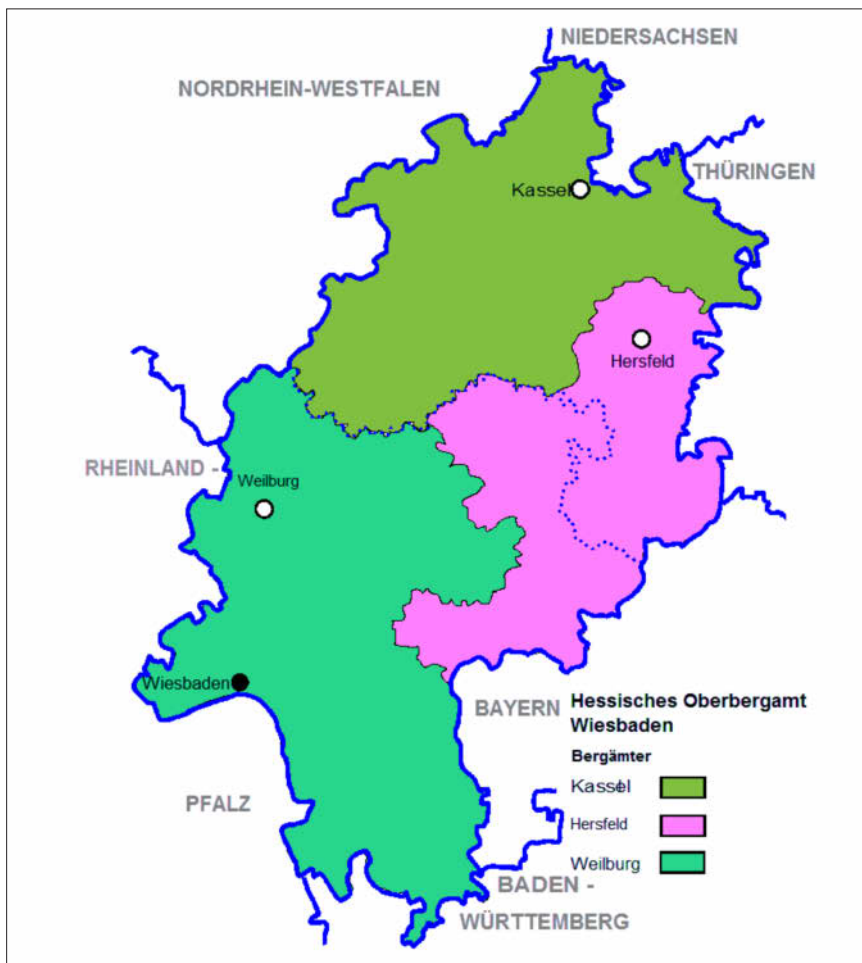 NIEDERSACHSEN
NORDRHEIN-WESTFALEN
THÜRINGEN
Kassel
Hersfeld
RHEINLAND -
Weilburg
Wiesbaden
BAYERN
Hessisches Oberbergamt
Wiesbaden
Bergämter
Kassel
PFALZ
Hersfeld
Weilburg
BADEN -
WÜRTTEMBERG